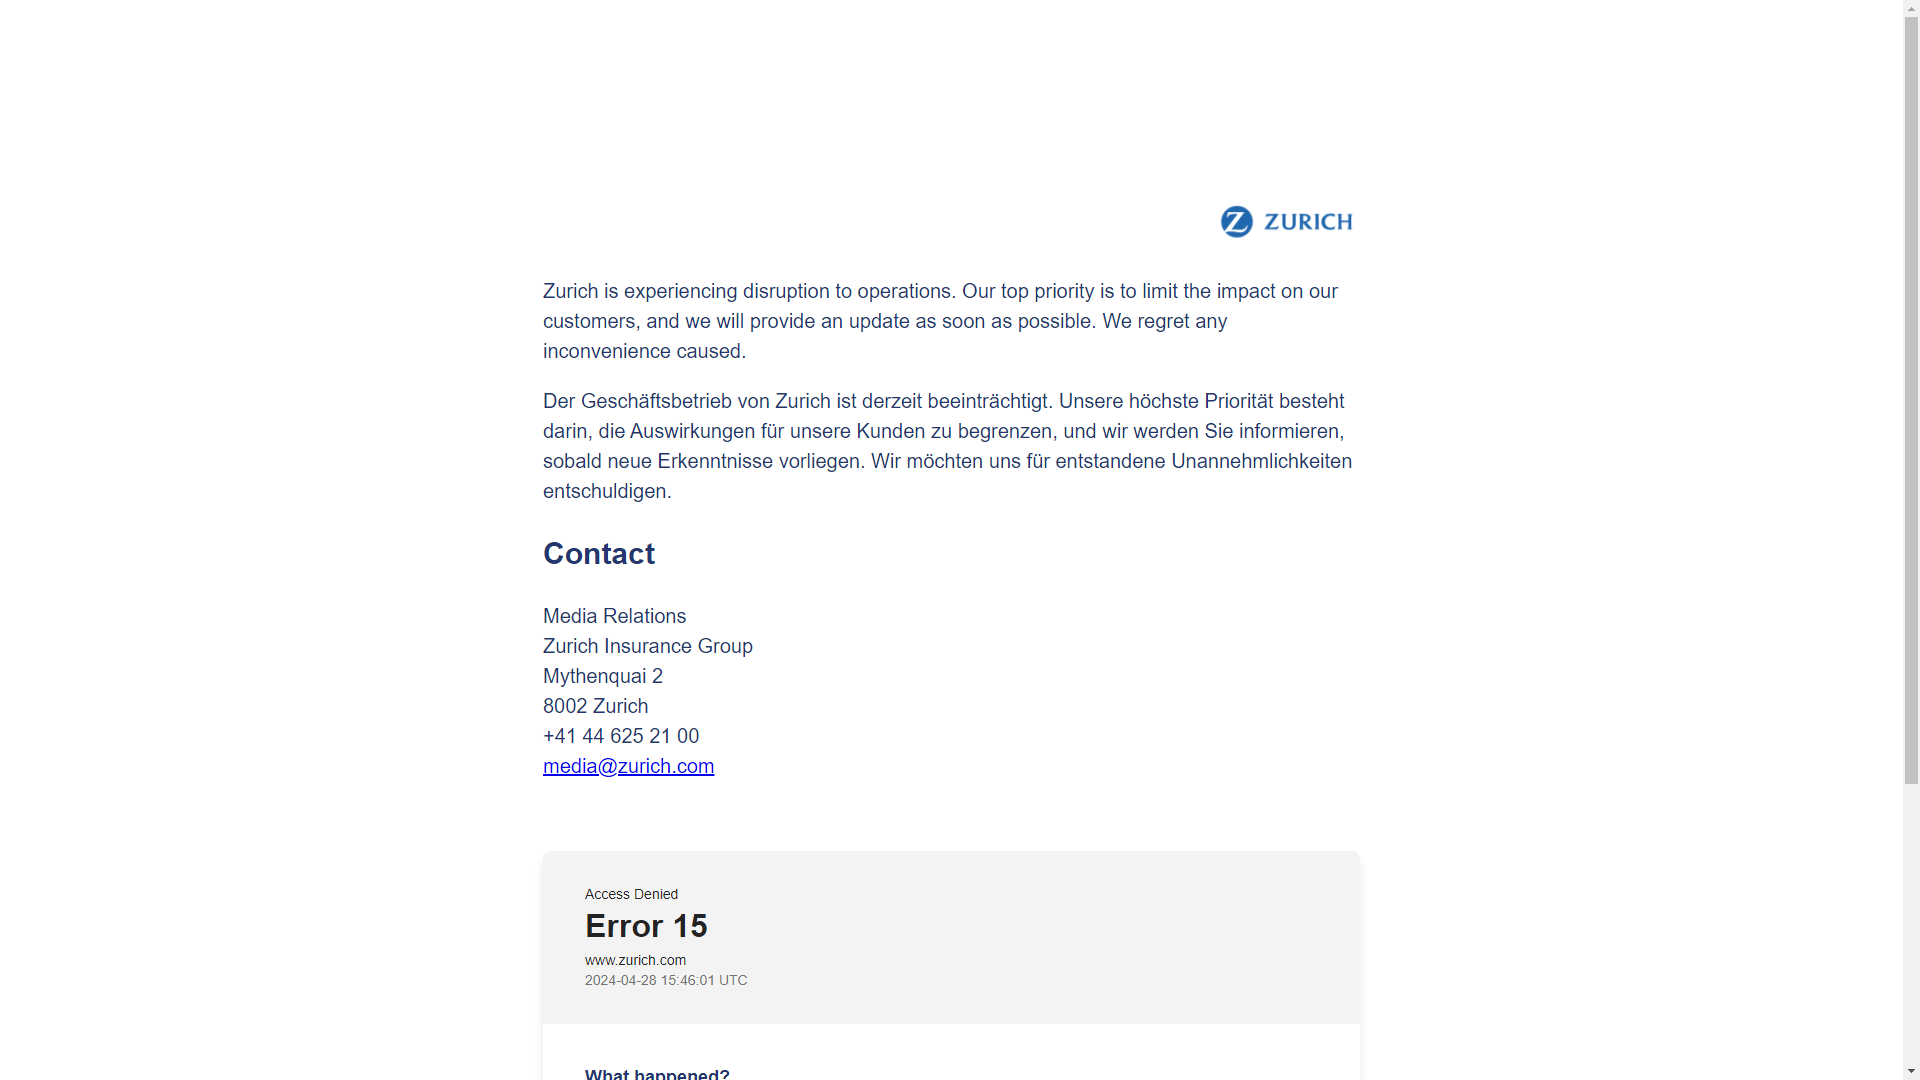 ZURICH
Zurich is experiencing disruption to operations. Our top priority is to limit the impact on our
customers, and we will provide an update as soon as possible. We regret any
inconvenience caused.
Der Geschäftsbetrieb von Zurich ist derzeit beeinträchtigt. Unsere höchste Priorität besteht
darin, die Auswirkungen für unsere Kunden zu begrenzen, und wir werden Sie informieren,
sobald neue Erkenntnisse vorliegen. Wir möchten uns für entstandene Unannehmlichkeiten
entschuldigen.
Contact
Media Relations
Zurich Insurance Group
Mythenquai 2
8002 Zurich
+41 44 625 21 00
media@zurich.com
Access Denied
Error 15
www.zurich.com
2024-04-28 15:46:01 UTC
What happened?